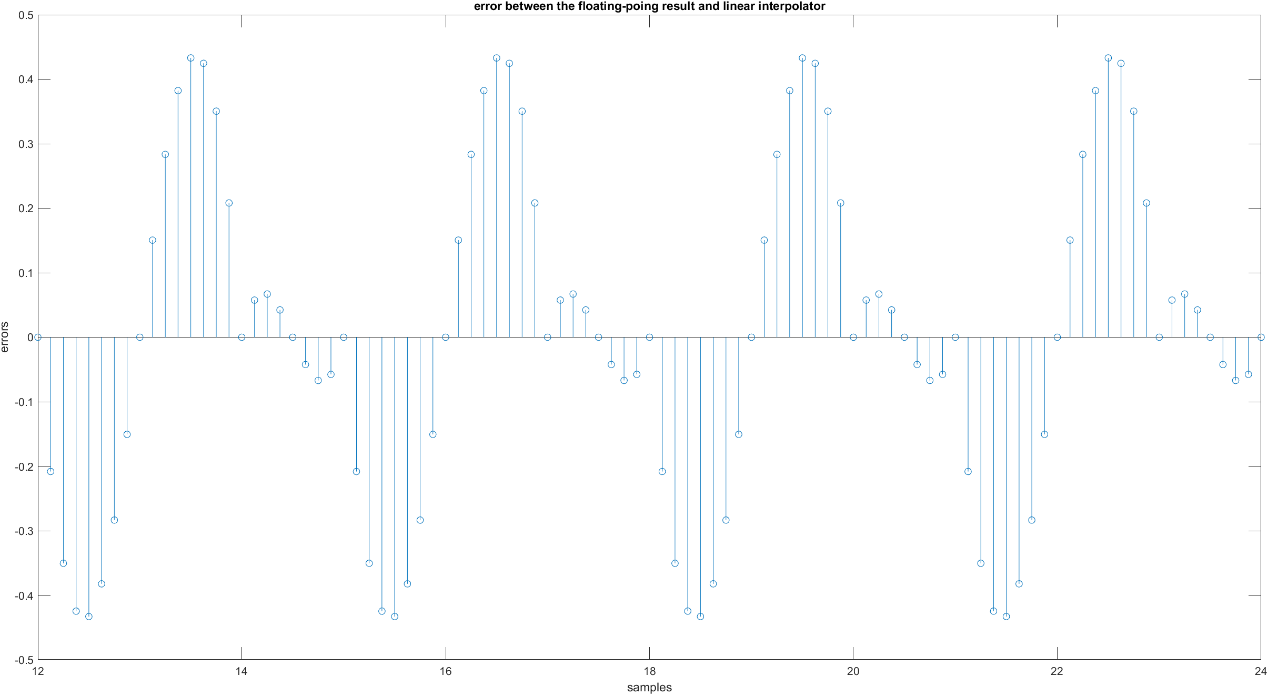 error between the floating-poing result and linear interpolator
0.5
0.4
0.3
0.2
0.1
0
-0.1
-0.2
-0.3
-0.4
-0.5
errors
12 14 16 18 20 22 24
samples